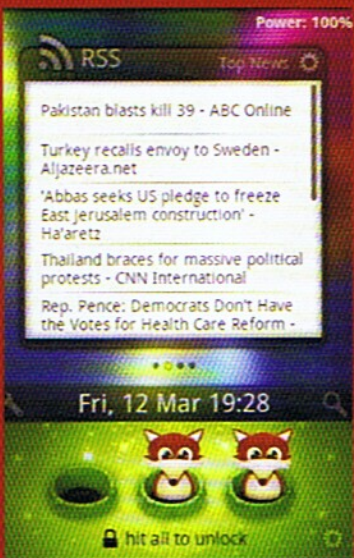 Power: 100%
RSS
Top News
Pakistan blasts kill 39 - ABC Online
Turkey recalls envoy to Sweden -
Aljazeera.net
'Abbas seeks US pledge to freeze
East Jerusalem construction' -
Ha'aretz
Thailand braces for massive political
protests - CNN International
Rep. Pence: Democrats Don't Have
the Votes for Health Care Reform -
Fri, 12 Mar 19:28
hit all to unlock